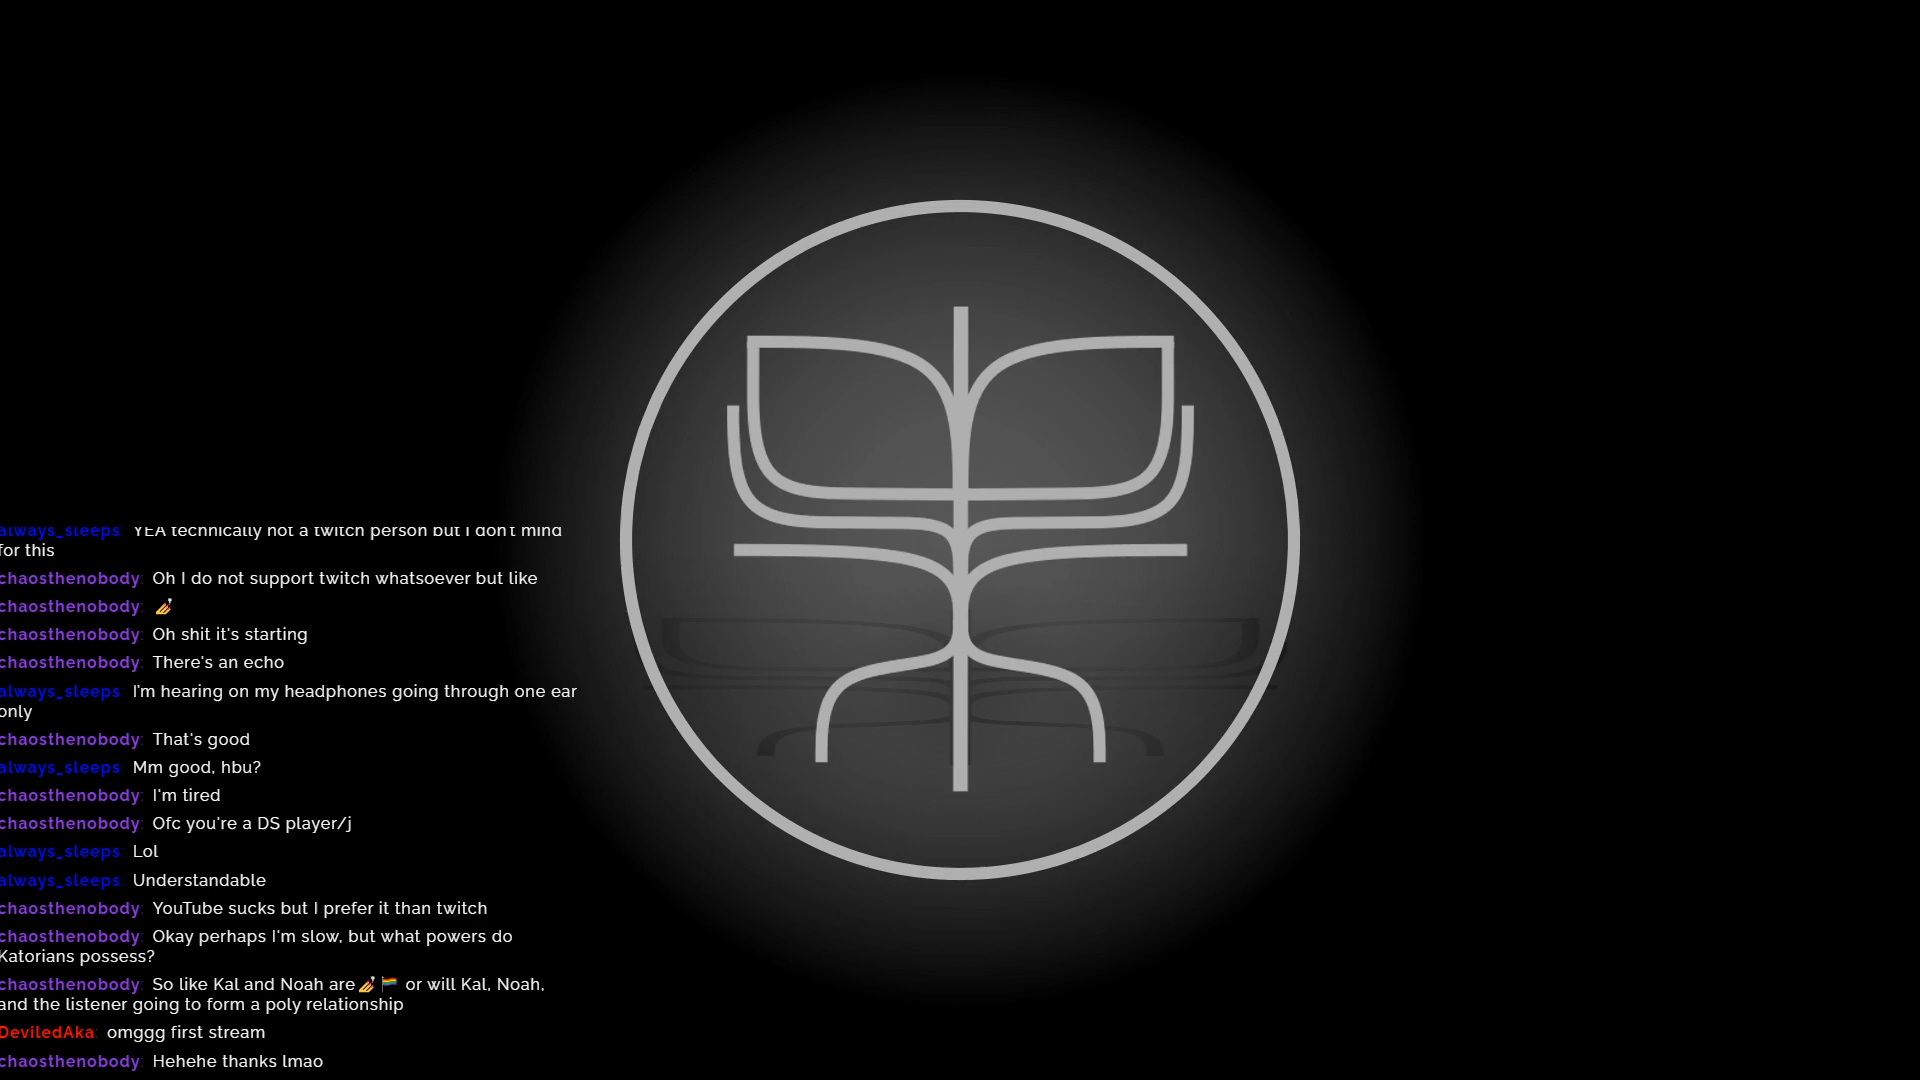 always_sleeps: YEA technically not a twitch person but I don't mind
for this
chaosthenobody: Oh I do not support twitch whatsoever but like
chaosthenobody: 💅
chaosthenobody: Oh shit it's starting
chaosthenobody: There's an echo
always_sleeps: I'm hearing on my headphones going through one ear
only
chaosthenobody: That's good
always_sleeps: Mm good, hbu?
chaosthenobody: I'm tired
chaosthenobody: Ofc you're a DS player/j
always_sleeps: Lol
always_sleeps: Understandable
chaosthenobody: YouTube sucks but I prefer it than twitch
chaosthenobody: Okay perhaps I'm slow, but what powers do
Katorians possess?
chaosthenobody: So like Kal and Noah are💅 🏳️‍🌈 or will Kal, Noah,
and the listener going to form a poly relationship
DeviledAka: omggg first stream
chaosthenobody: Hehehe thanks lmao